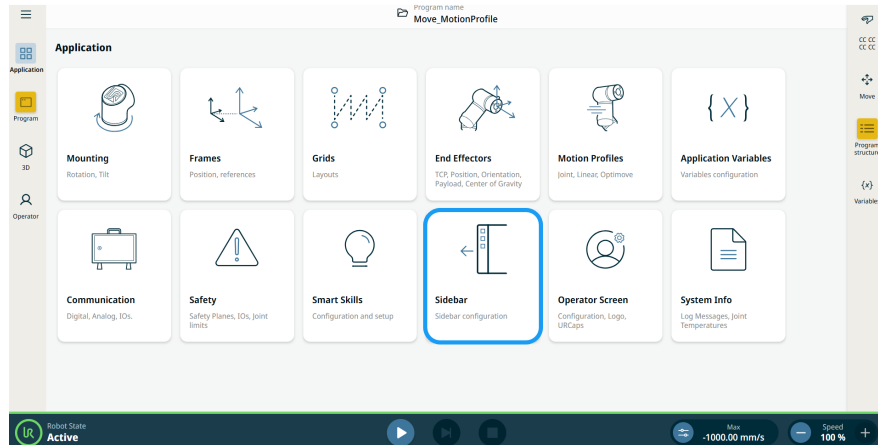 Program name
Move_MotionProfile
Application
Application
Program
3D
Operator
Mounting
Rotation, Tilt
Frames
Position, references
Grids
Layouts
End Effectors
TCP, Position, Orientation,
Payload, Center of Gravity
Motion Profiles
Joint, Linear, Optimove
{ X }
Application Variables
Variables configuration
Communication
Digital, Analog, IOs.
Safety
Safety Planes, IOs, Joint
limits
Smart Skills
Configuration and setup
Sidebar
Sidebar configuration
Operator Screen
Configuration, Logo,
URCaps
System Info
Log Messages, Joint
Temperatures
CC CC
CC CC
Move
Program
structure
{x}
Variables
UR
Robot State
Active
Max
-1000.00 mm/s
Speed
100 %